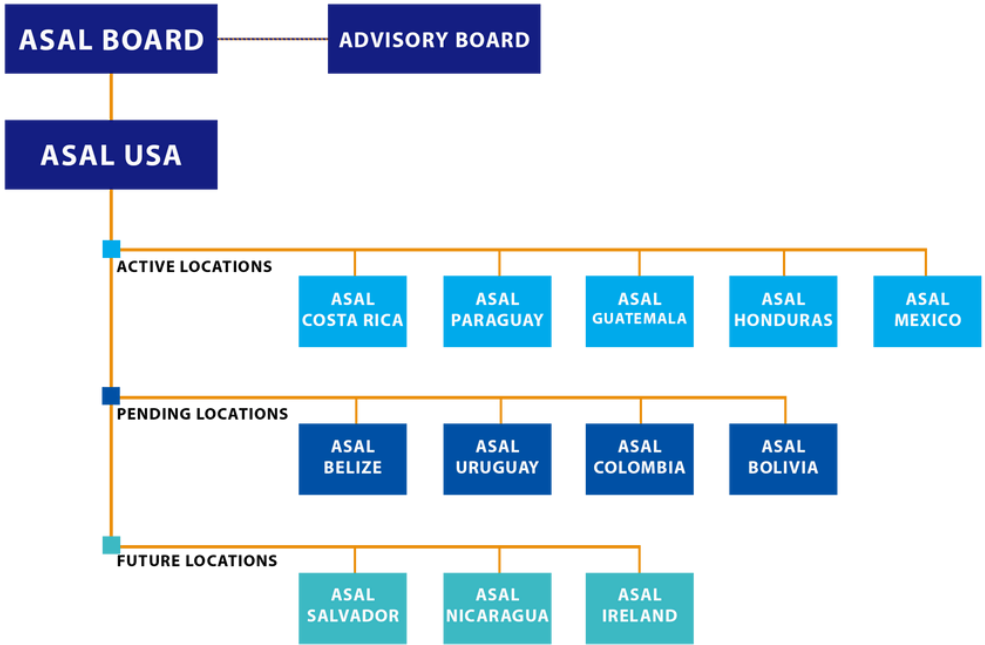 ASAL BOARD
ADVISORY BOARD
ASAL USA
ACTIVE LOCATIONS
ASAL
COSTA RICA
ASAL
PARAGUAY
ASAL
GUATEMALA
ASAL
HONDURAS
ASAL
MEXICO
PENDING LOCATIONS
ASAL
BELIZE
ASAL
URUGUAY
ASAL
COLOMBIA
ASAL
BOLIVIA
FUTURE LOCATIONS
ASAL
SALVADOR
ASAL
NICARAGUA
ASAL
IRELAND